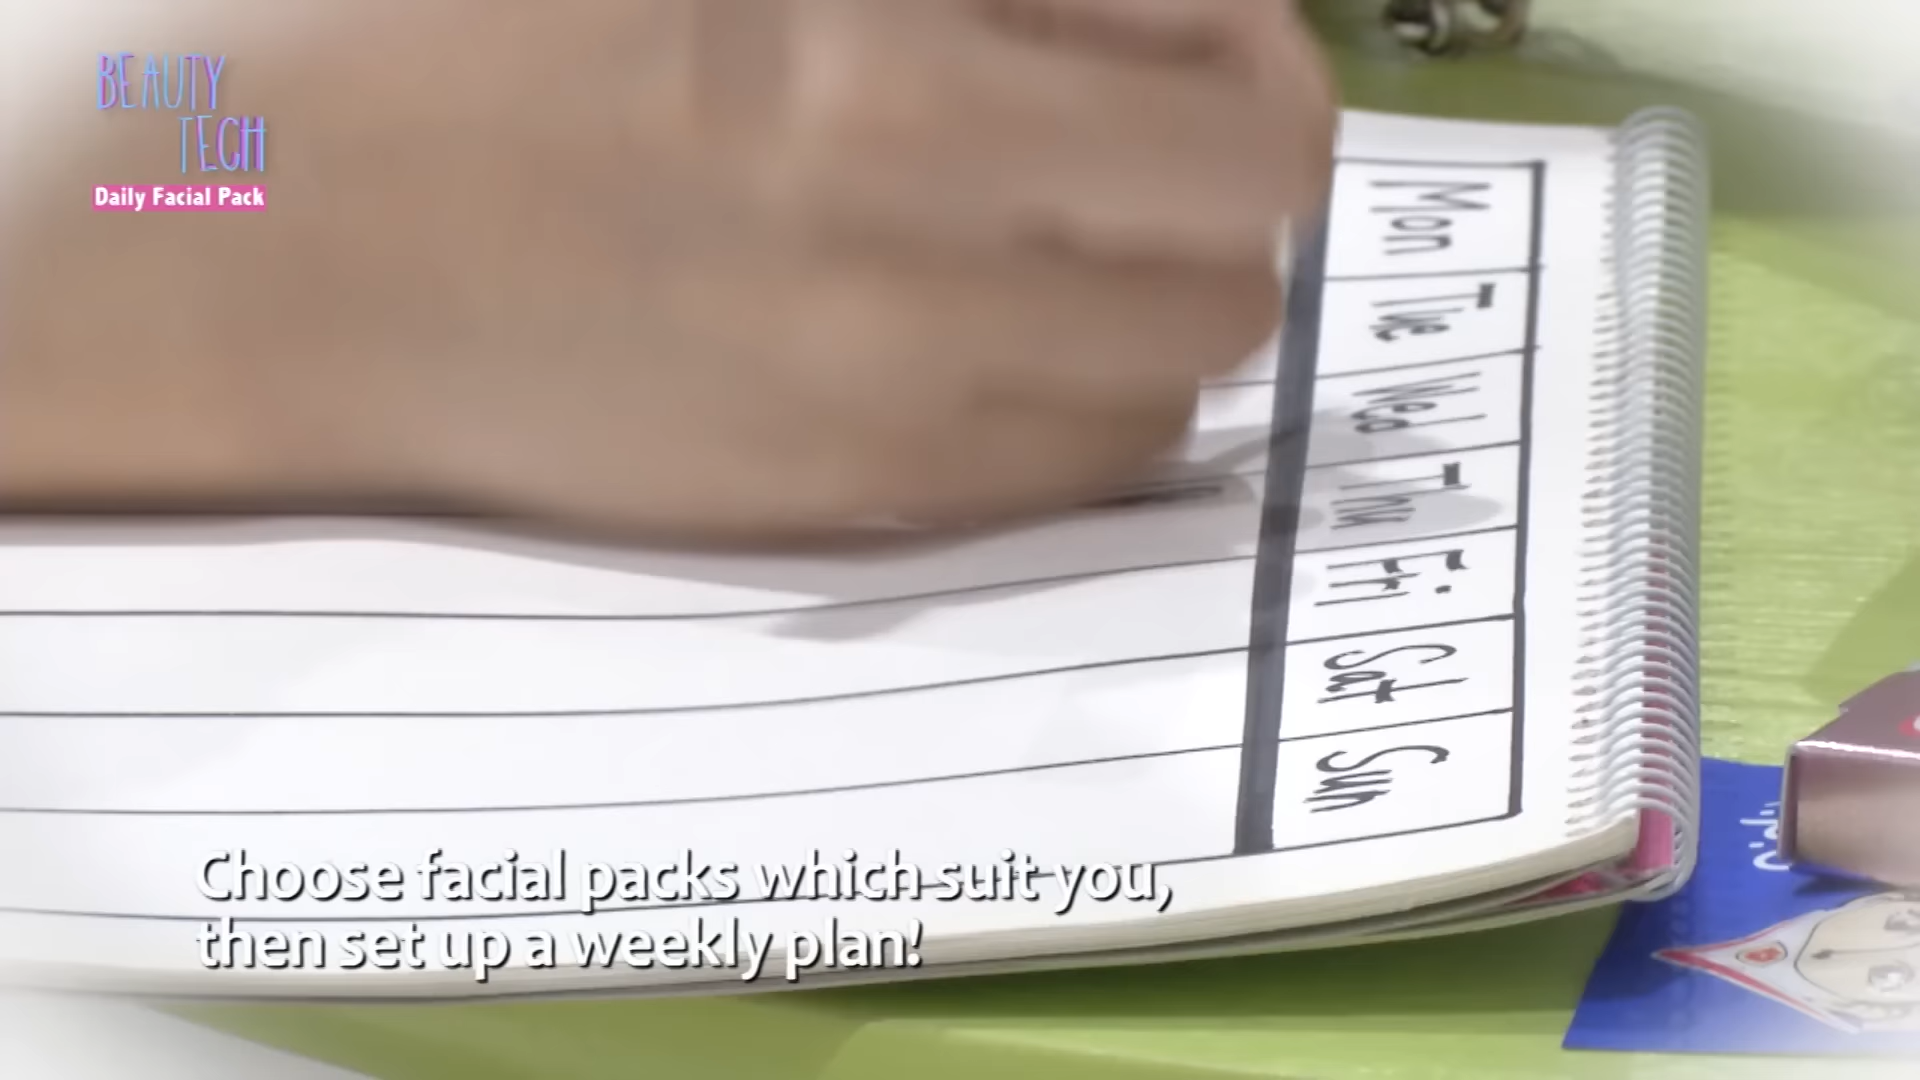 BEAUTY
TECH
Daily Facial Pack
Mon
Tue
Wed
Thu
Fri
Sat
Sun
Choose facial packs which suit you,
then set up a weekly plan!